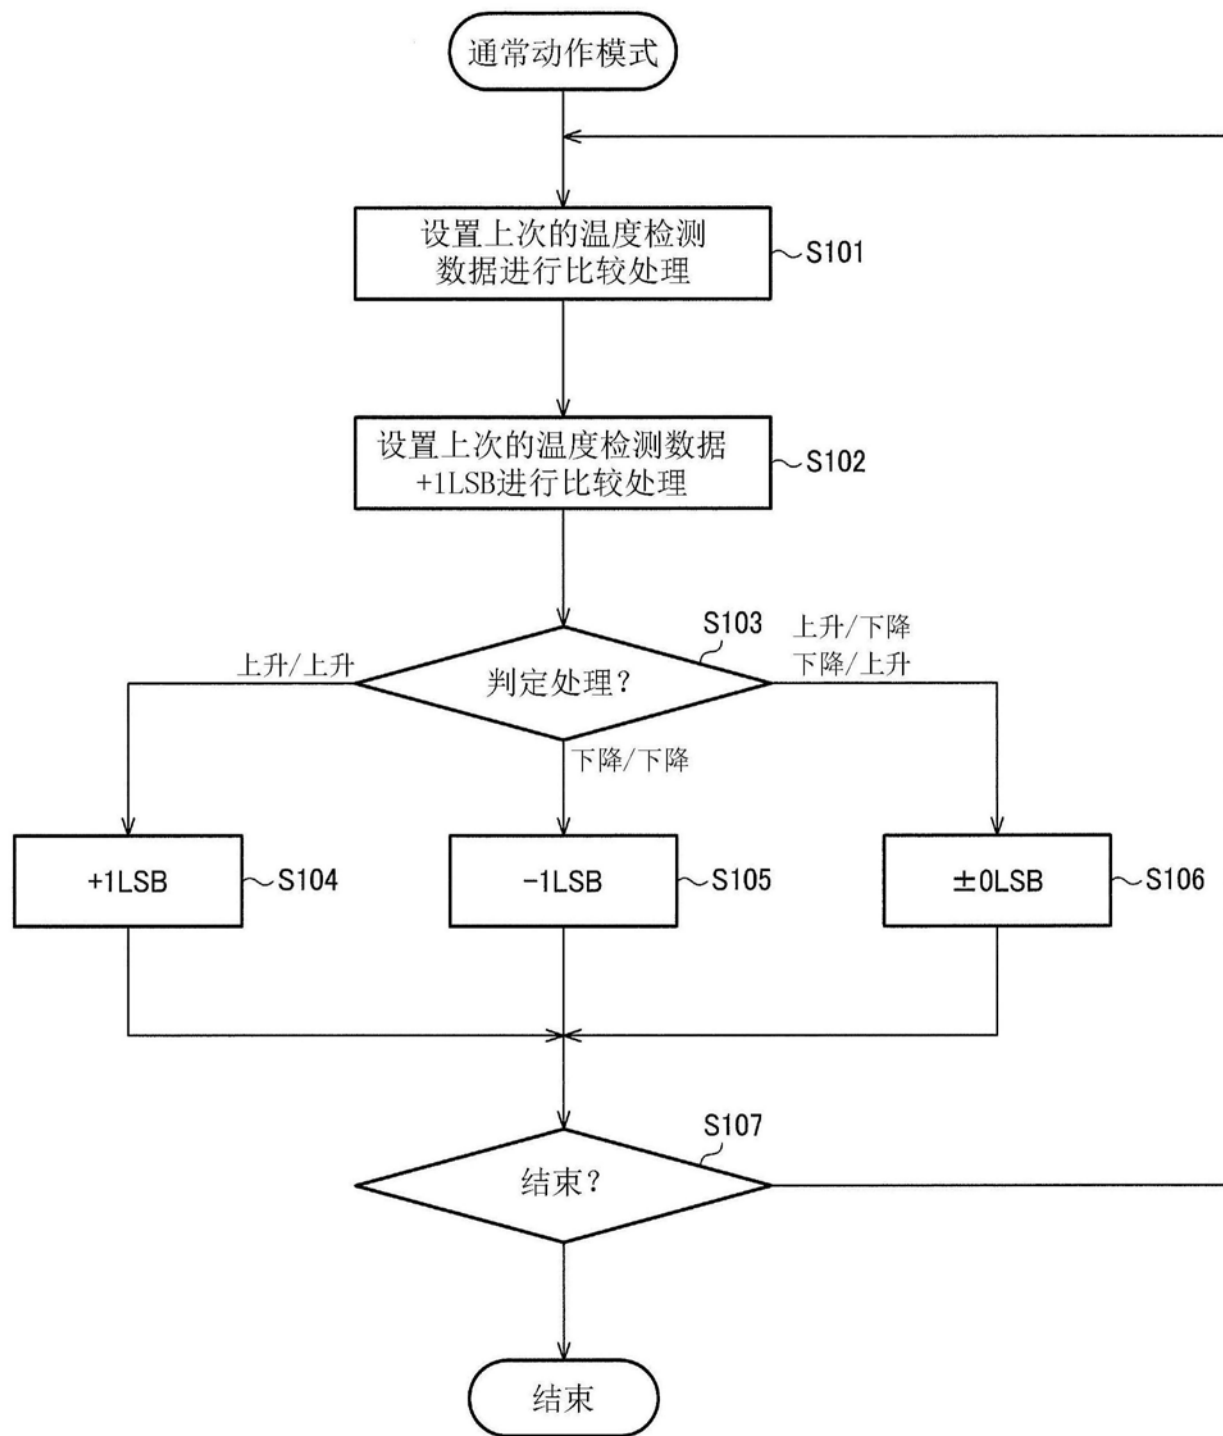 通常动作模式
设置上次的温度检测
数据进行比较处理
S101
设置上次的温度检测数据
+1LSB进行比较处理
S102
S103
上升/下降
下降/上升
上升/上升
判定处理?
下降/下降
+1LSB
S104
-1LSB
S105
±0LSB
S106
S107
结束?
结束